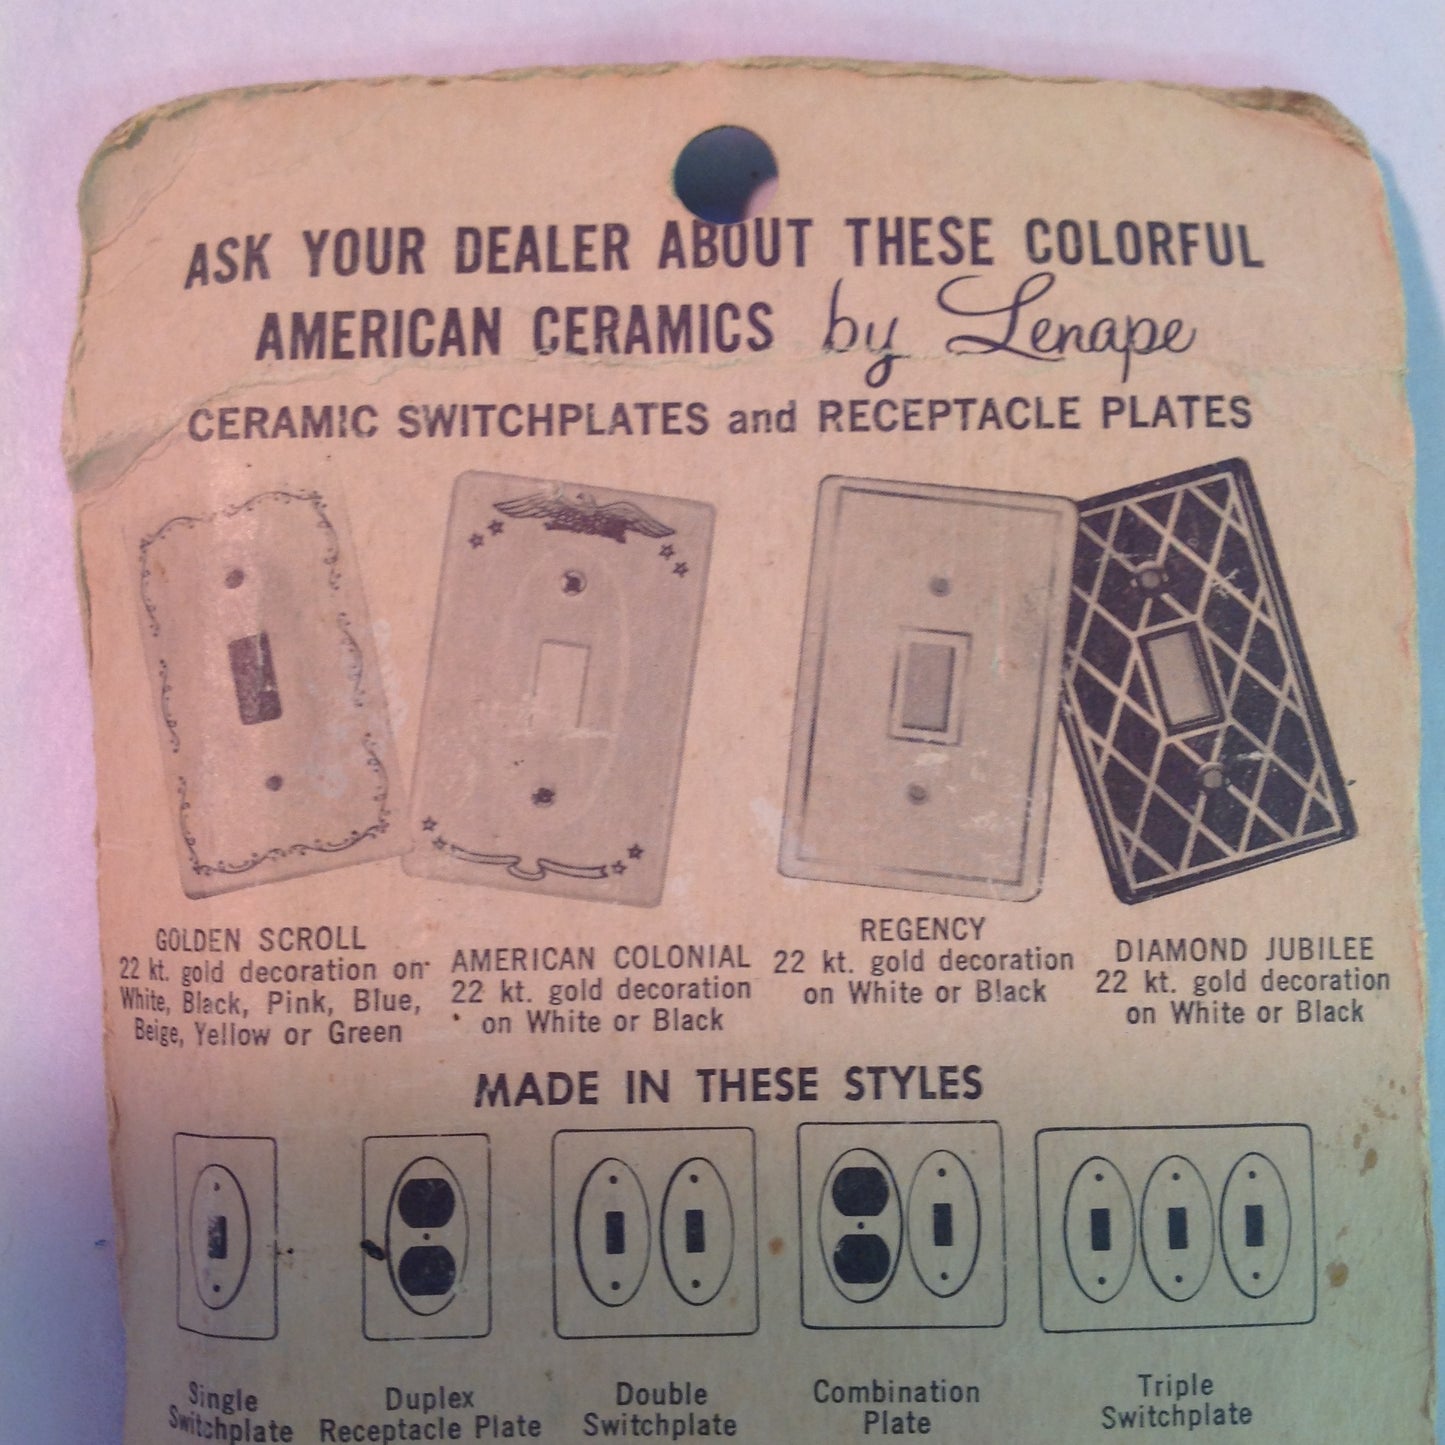 ASK YOUR DEALER ABOUT THESE COLORFUL
AMERICAN CERAMICS by Lenape
CERAMIC SWITCHPLATES and RECEPTACLE PLATES
GOLDEN SCROLL
22 kt. gold decoration on
White, Black, Pink, Blue,
Beige, Yellow or Green
AMERICAN COLONIAL
22 kt. gold decoration
on White or Black
REGENCY
22 kt. gold decoration
on White or Black
DIAMOND JUBILEE
22 kt. gold decoration
on White or Black
MADE IN THESE STYLES
Single
Switchplate
Duplex
Receptacle Plate
Double
Switchplate
Combination
Plate
Triple
Switchplate